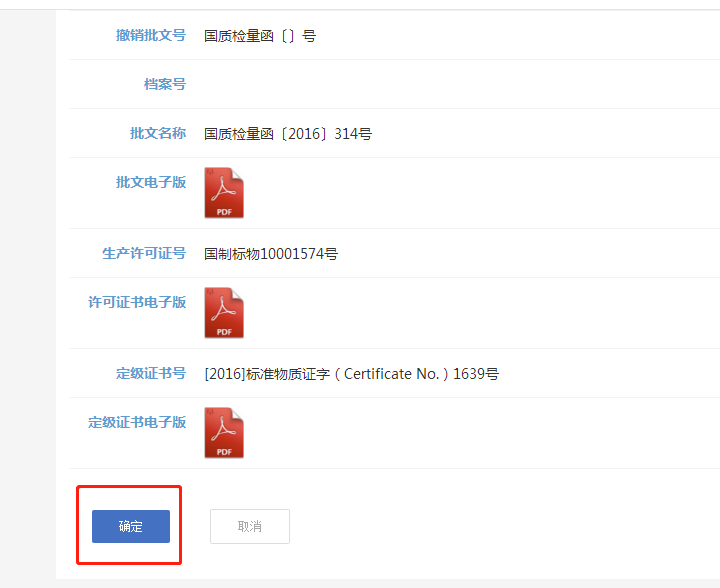 撤销批文号 国质检量函〔〕号
档案号
批文名称 国质检量函〔2016〕314号
批文电子版 PDF
生产许可证号 国制标物10001574号
许可证书电子版 PDF
定级证书号 [2016]标准物质证字（Certificate No.）1639号
定级证书电子版 PDF
确定 取消